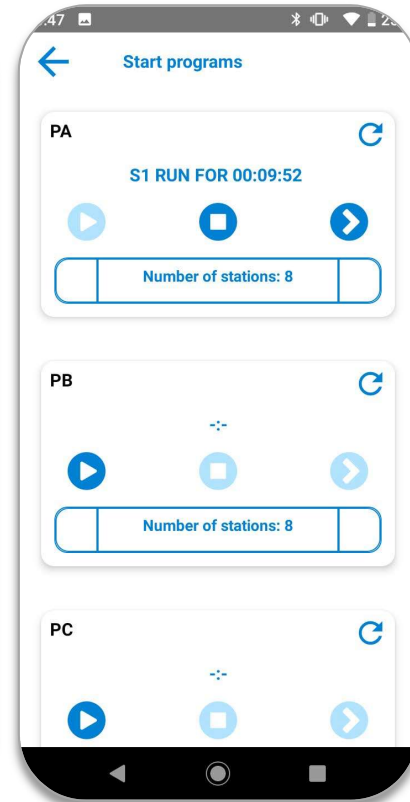 :47
Start programs
PA
S1 RUN FOR 00:09:52
Number of stations: 8
PB
-:-
Number of stations: 8
PC
-:-